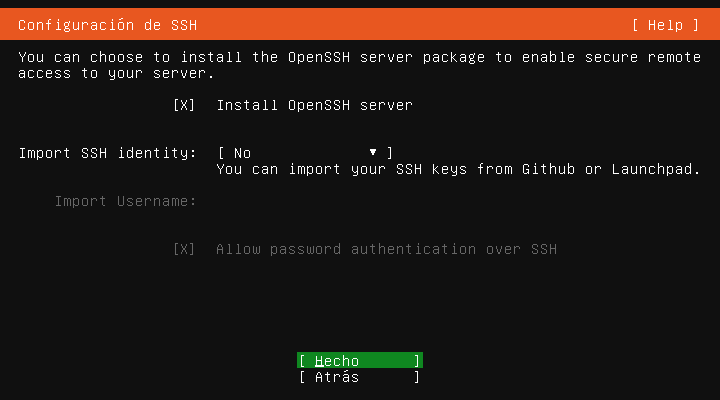 Configuración de SSH [ Help ]
You can choose to install the OpenSSH server package to enable secure remote
access to your server.
[X] Install OpenSSH server
Import SSH identity: [ No ▾ ]
You can import your SSH keys from Github or Launchpad.
Import Username:
[X] Allow password authentication over SSH
[ Hecho ]
[ Atrás ]